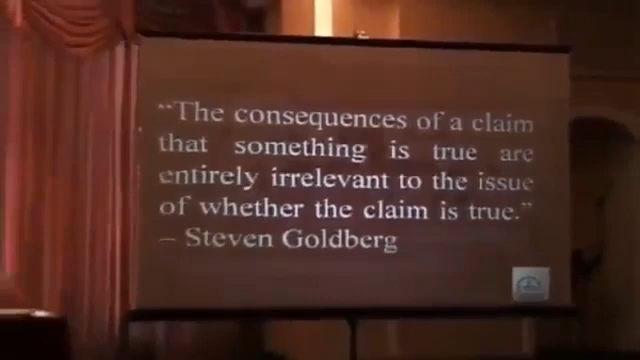 “The consequences of a claim
that something is true are
entirely irrelevant to the issue
of whether the claim is true.”
– Steven Goldberg